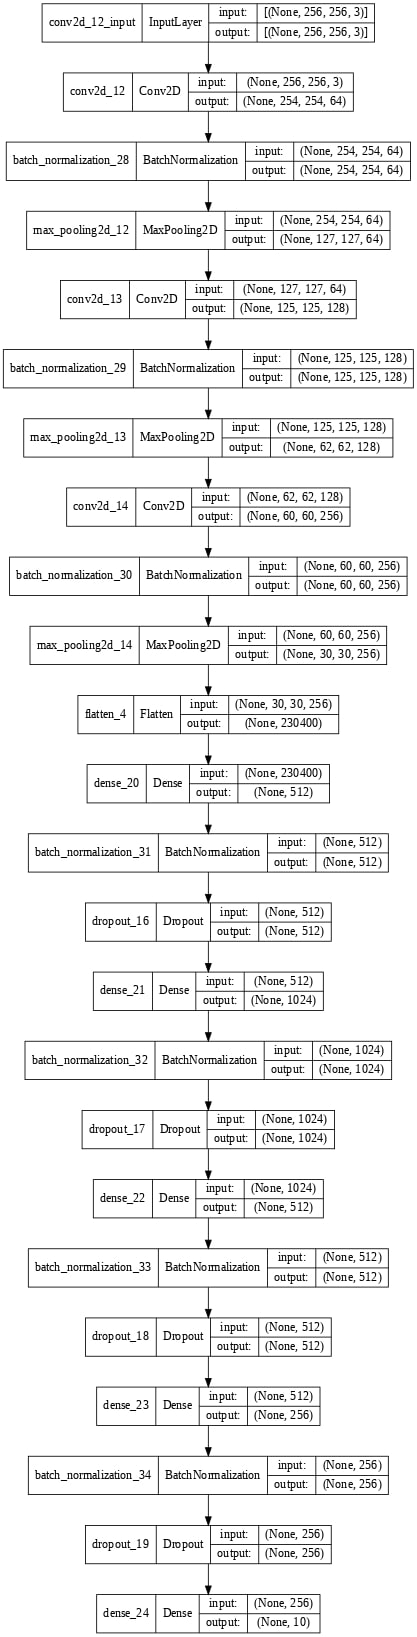 conv2d_12_input InputLayer input: [(None, 256, 256, 3)]
output: [(None, 256, 256, 3)]
conv2d_12 Conv2D input: (None, 256, 256, 3)
output: (None, 254, 254, 64)
batch_normalization_28 BatchNormalization input: (None, 254, 254, 64)
output: (None, 254, 254, 64)
max_pooling2d_12 MaxPooling2D input: (None, 254, 254, 64)
output: (None, 127, 127, 64)
conv2d_13 Conv2D input: (None, 127, 127, 64)
output: (None, 125, 125, 128)
batch_normalization_29 BatchNormalization input: (None, 125, 125, 128)
output: (None, 125, 125, 128)
max_pooling2d_13 MaxPooling2D input: (None, 125, 125, 128)
output: (None, 62, 62, 128)
conv2d_14 Conv2D input: (None, 62, 62, 128)
output: (None, 60, 60, 256)
batch_normalization_30 BatchNormalization input: (None, 60, 60, 256)
output: (None, 60, 60, 256)
max_pooling2d_14 MaxPooling2D input: (None, 60, 60, 256)
output: (None, 30, 30, 256)
flatten_4 Flatten input: (None, 30, 30, 256)
output: (None, 230400)
dense_20 Dense input: (None, 230400)
output: (None, 512)
batch_normalization_31 BatchNormalization input: (None, 512)
output: (None, 512)
dropout_16 Dropout input: (None, 512)
output: (None, 512)
dense_21 Dense input: (None, 512)
output: (None, 1024)
batch_normalization_32 BatchNormalization input: (None, 1024)
output: (None, 1024)
dropout_17 Dropout input: (None, 1024)
output: (None, 1024)
dense_22 Dense input: (None, 1024)
output: (None, 512)
batch_normalization_33 BatchNormalization input: (None, 512)
output: (None, 512)
dropout_18 Dropout input: (None, 512)
output: (None, 512)
dense_23 Dense input: (None, 512)
output: (None, 256)
batch_normalization_34 BatchNormalization input: (None, 256)
output: (None, 256)
dropout_19 Dropout input: (None, 256)
output: (None, 256)
dense_24 Dense input: (None, 256)
output: (None, 10)